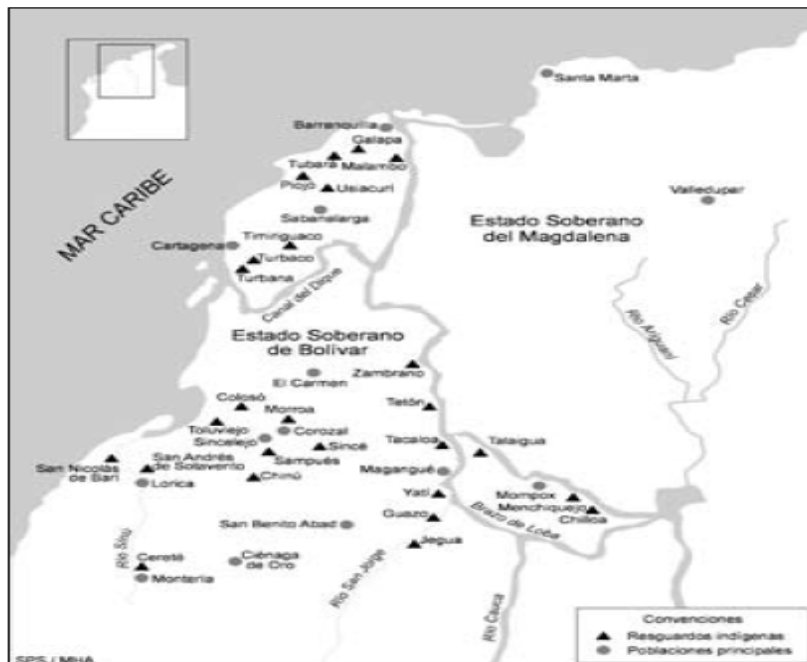 Santa Marta
Barranquilla
Galapa
Tubará
Malambo
Piojó
Usiacurí
Valledupar
Sabanalarga
MAR CARIBE
Estado Soberano
del Magdalena
Cartagena
Timiriguaco
Turbaco
Turbana
Canal del Dique
Río Ariguaní
Río Cesar
Estado Soberano
de Bolívar
Zambrano
El Carmen
Colosó
Morroa
Tetón
Toluviejo
Corozal
Sincelejo
Sincé
Tacaloa
Talaigua
San Nicolás
de Bari
San Andrés
de Sotavento
Sampués
Magangué
Lorica
Chinú
Yatí
Mompox
Menchiquejo
Chilloa
Guazo
Brazo de Loba
San Benito Abad
Jegua
Río Sinú
Cereté
Ciénaga
de Oro
Montería
Río San Jorge
Río Cauca
Convenciones
Resguardos indígenas
Poblaciones principales
SPS / MHA